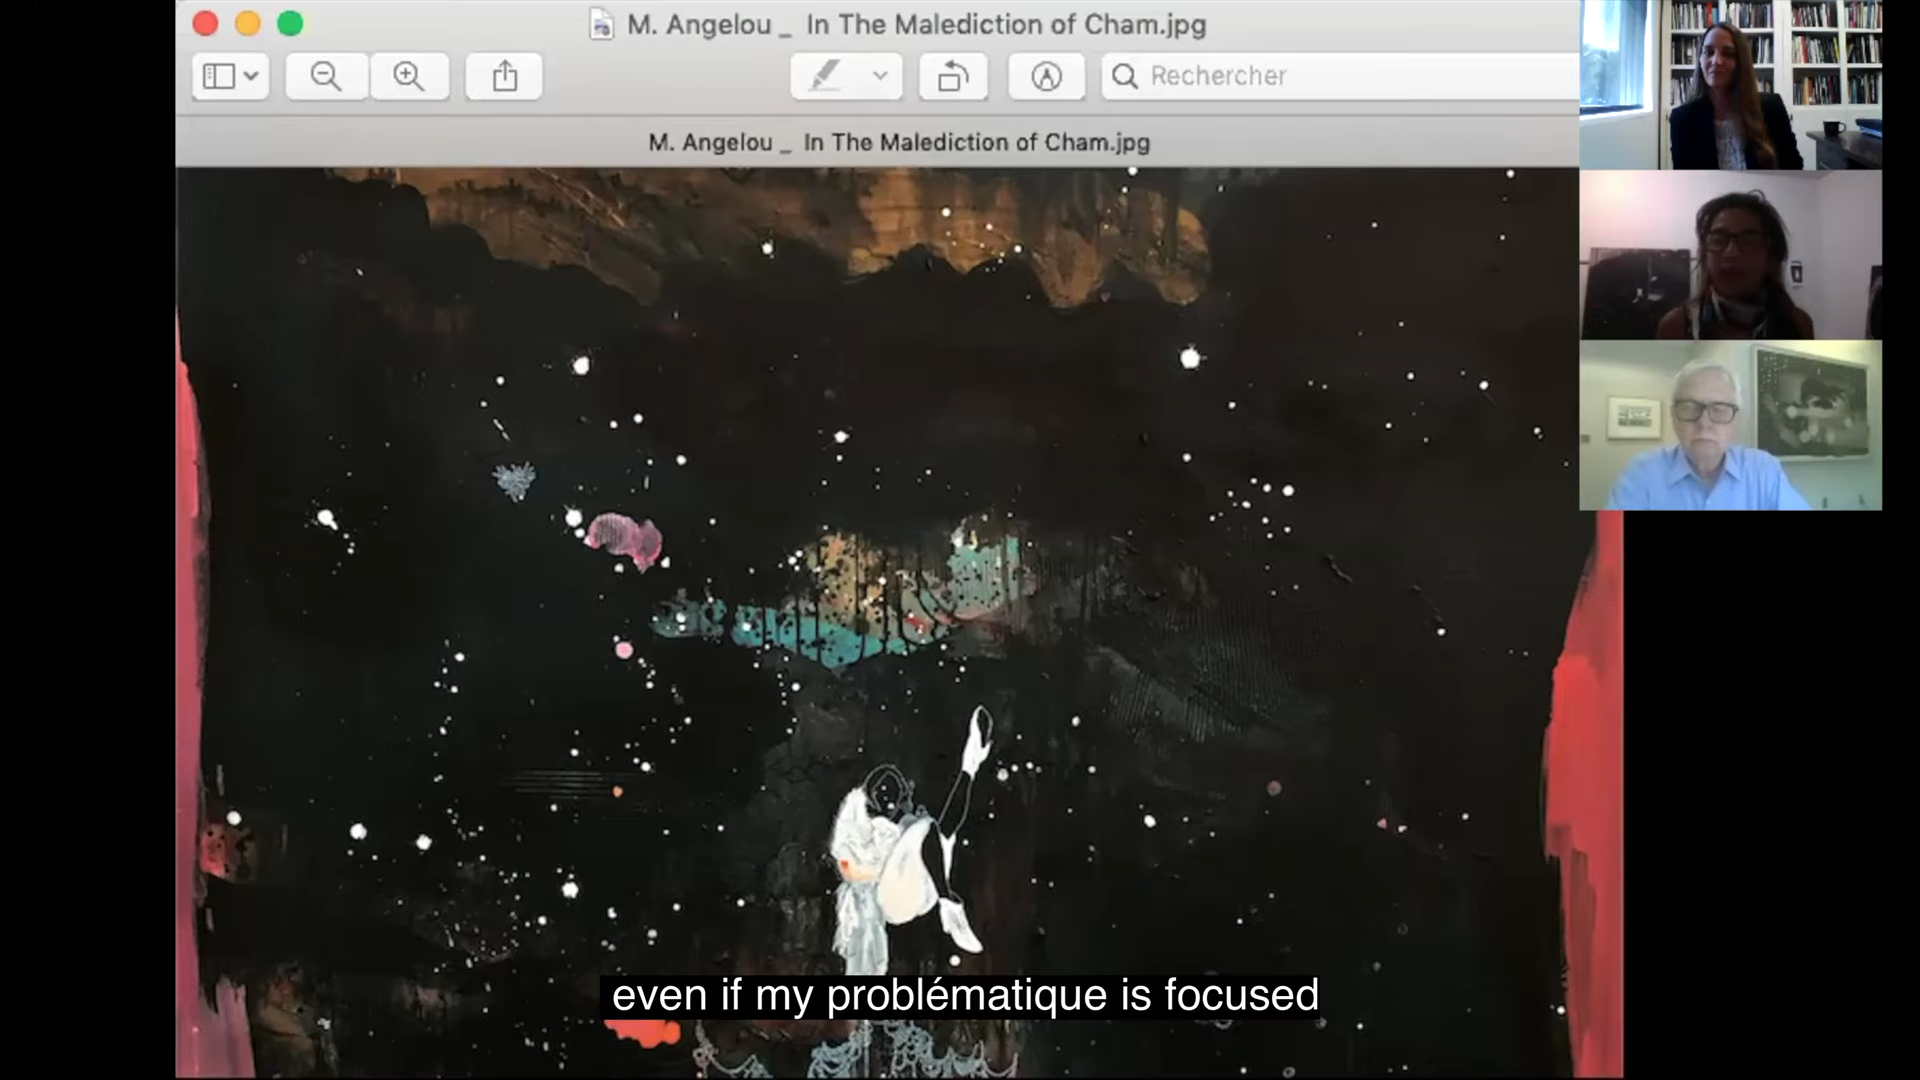 M. Angelou _ In The Malediction of Cham.jpg
Rechercher
M. Angelou _ In The Malediction of Cham.jpg
even if my problématique is focused